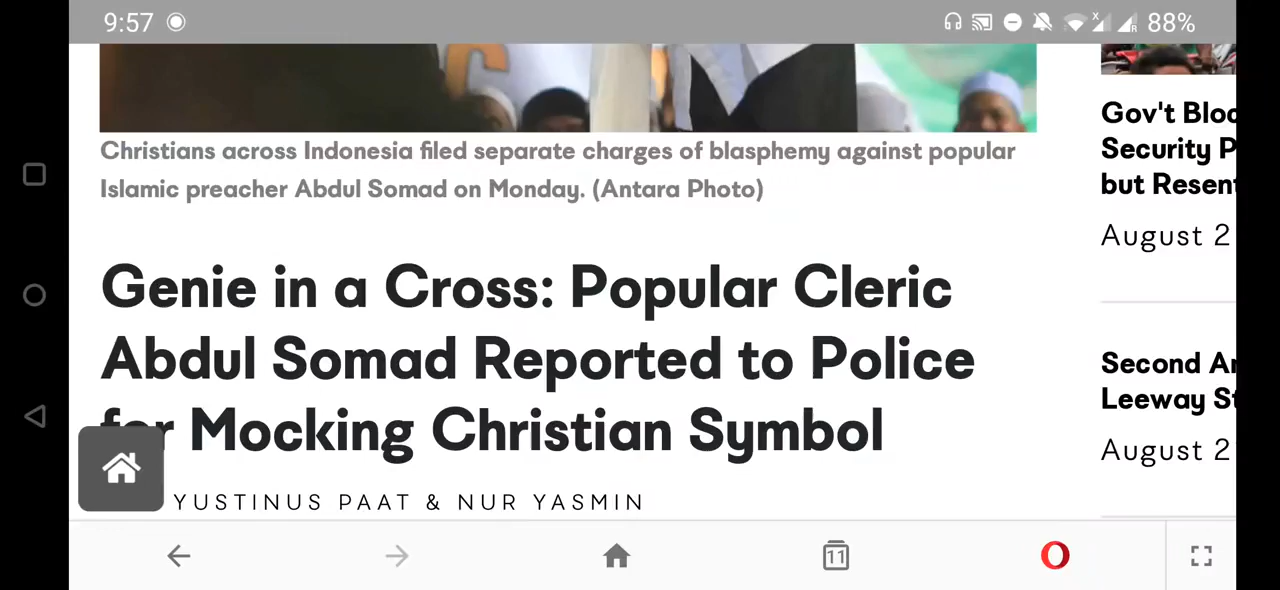 9:57
88%
Christians across Indonesia filed separate charges of blasphemy against popular
Islamic preacher Abdul Somad on Monday. (Antara Photo)
Genie in a Cross: Popular Cleric
Abdul Somad Reported to Police
for Mocking Christian Symbol
YUSTINUS PAAT & NUR YASMIN
Gov't
Security
but
August 2
Second
Leeway
August 2
11